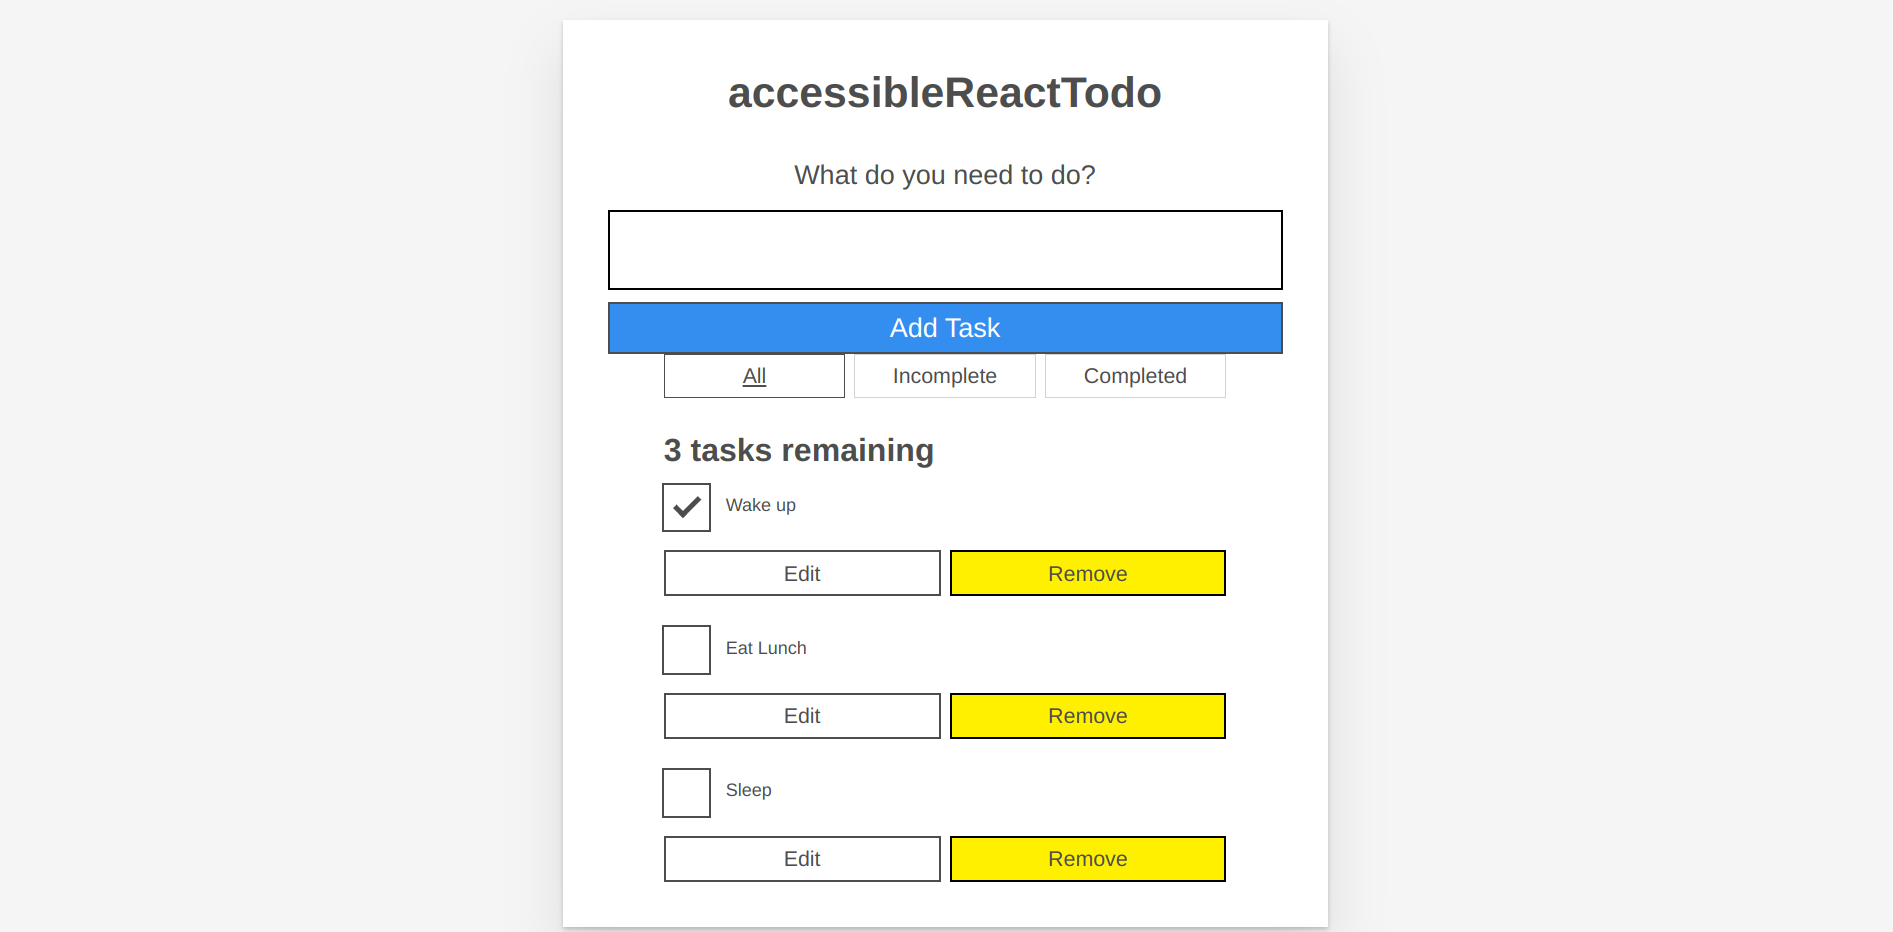 accessibleReactTodo
What do you need to do?
Add Task
All Incomplete Completed
3 tasks remaining
Wake up
Edit Remove
Eat Lunch
Edit Remove
Sleep
Edit Remove